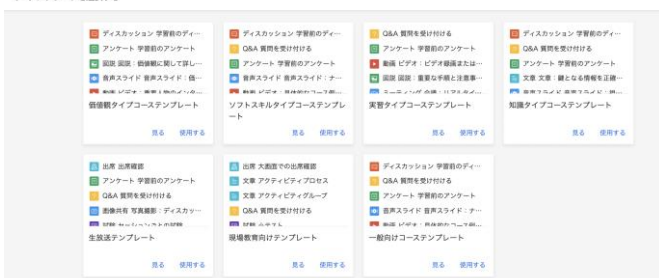 ディスカッション 学習前のディ…
アンケート 学習前のアンケート
図説 図説：価値観に関して詳し…
音声スライド 音声スライド：価…
価値観タイプコーステンプレート
見る 使用する
ディスカッション 学習前のディ…
Q&A 質問を受け付ける
アンケート 学習前のアンケート
音声スライド 音声スライド：ナ…
ソフトスキルタイプコーステンプレ
ート
見る 使用する
Q&A 質問を受け付ける
アンケート 学習前のアンケート
動画 ビデオ：ビデオ録画または…
図説 図説：重要な手順と注意事…
実習タイプコーステンプレート
見る 使用する
ディスカッション 学習前のディ…
Q&A 質問を受け付ける
アンケート 学習前のアンケート
文章 文章：鍵となる情報を正確…
知識タイプコーステンプレート
見る 使用する
出席 出席確認
アンケート 学習前のアンケート
Q&A 質問を受け付ける
画像共有 写真撮影：ディスカッ…
生放送テンプレート
見る 使用する
出席 大画面での出席確認
文章 アクティビティプロセス
文章 アクティビティグループ
Q&A 質問を受け付ける
現場教育向けテンプレート
見る 使用する
ディスカッション 学習前のディ…
Q&A 質問を受け付ける
アンケート 学習前のアンケート
音声スライド 音声スライド：ナ…
一般向けコーステンプレート
見る 使用する